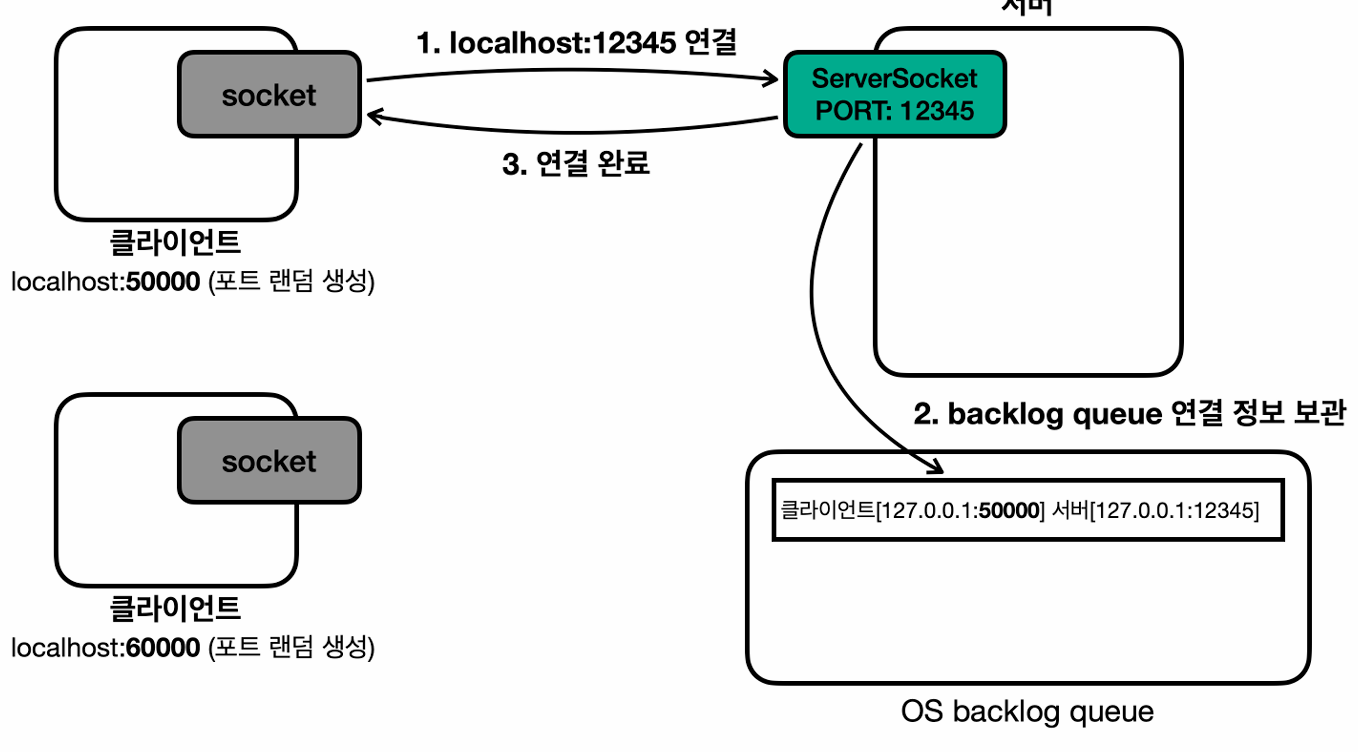 서버
1. localhost:12345 연결
socket
ServerSocket
PORT: 12345
3. 연결 완료
클라이언트
localhost:50000 (포트 랜덤 생성)
2. backlog queue 연결 정보 보관
socket
클라이언트[127.0.0.1:50000] 서버[127.0.0.1:12345]
클라이언트
localhost:60000 (포트 랜덤 생성)
OS backlog queue